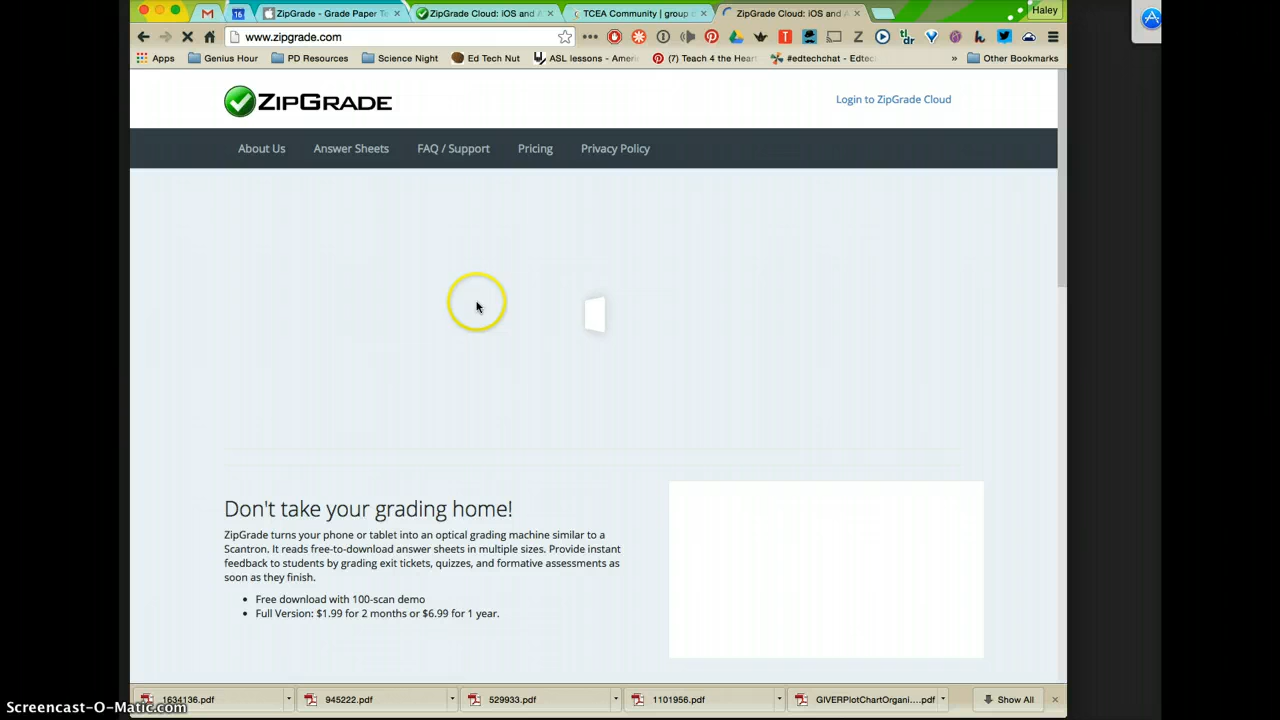 ZipGrade - Grade Paper Te
ZipGrade Cloud: iOS and A
TCEA Community | group d
ZipGrade Cloud: iOS and A
Haley
www.zipgrade.com
Apps
Genius Hour
PD Resources
Science Night
Ed Tech Nut
ASL lessons - Ameri
(7) Teach 4 the Heart
#edtechchat - Edtec
»
Other Bookmarks
ZIPGRADE
Login to ZipGrade Cloud
About Us
Answer Sheets
FAQ / Support
Pricing
Privacy Policy
Don't take your grading home!
ZipGrade turns your phone or tablet into an optical grading machine similar to a
Scantron. It reads free-to-download answer sheets in multiple sizes. Provide instant
feedback to students by grading exit tickets, quizzes, and formative assessments as
soon as they finish.
• Free download with 100-scan demo
• Full Version: $1.99 for 2 months or $6.99 for 1 year.
1634136.pdf
945222.pdf
529933.pdf
1101956.pdf
GIVERPlotChartOrgani....pdf
Show All
Screencast-O-Matic.com